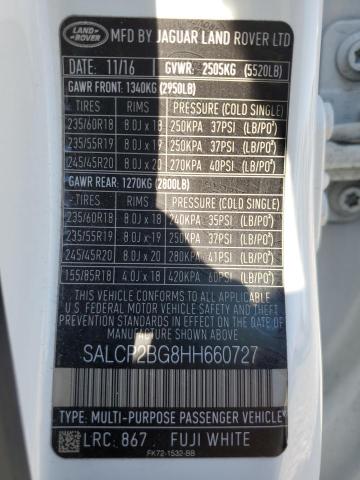 LAND ROVER
MFD BY JAGUAR LAND ROVER LTD
DATE: 11/16 GVWR: 2505KG (5520LB)
GAWR FRONT: 1340KG (2950LB)
TIRES RIMS PRESSURE (COLD SINGLE)
235/60R18 8.0J x 18 250KPA 37PSI (LB/PO²)
235/55R19 8.0J x 19 250KPA 37PSI (LB/PO²)
245/45R20 8.0J x 20 270KPA 40PSI (LB/PO²)
GAWR REAR: 1270KG (2800LB)
TIRES RIMS PRESSURE (COLD SINGLE)
235/60R18 8.0J x 18 240KPA 35PSI (LB/PO²)
235/55R19 8.0J x 19 250KPA 37PSI (LB/PO²)
245/45R20 8.0J x 20 280KPA 41PSI (LB/PO²)
155/85R18 4.0J x 18 420KPA 60PSI (LB/PO²)
THIS VEHICLE CONFORMS TO ALL APPLICABLE
U.S. FEDERAL MOTOR VEHICLE SAFETY AND
THEFT PREVENTION STANDARDS IN EFFECT ON
THE DATE OF MANUFACTURE SHOWN ABOVE.
SALCP2BG8HH660727
TYPE: MULTI-PURPOSE PASSENGER VEHICLE
LRC: 867 FUJI WHITE
FK72-1532-BB